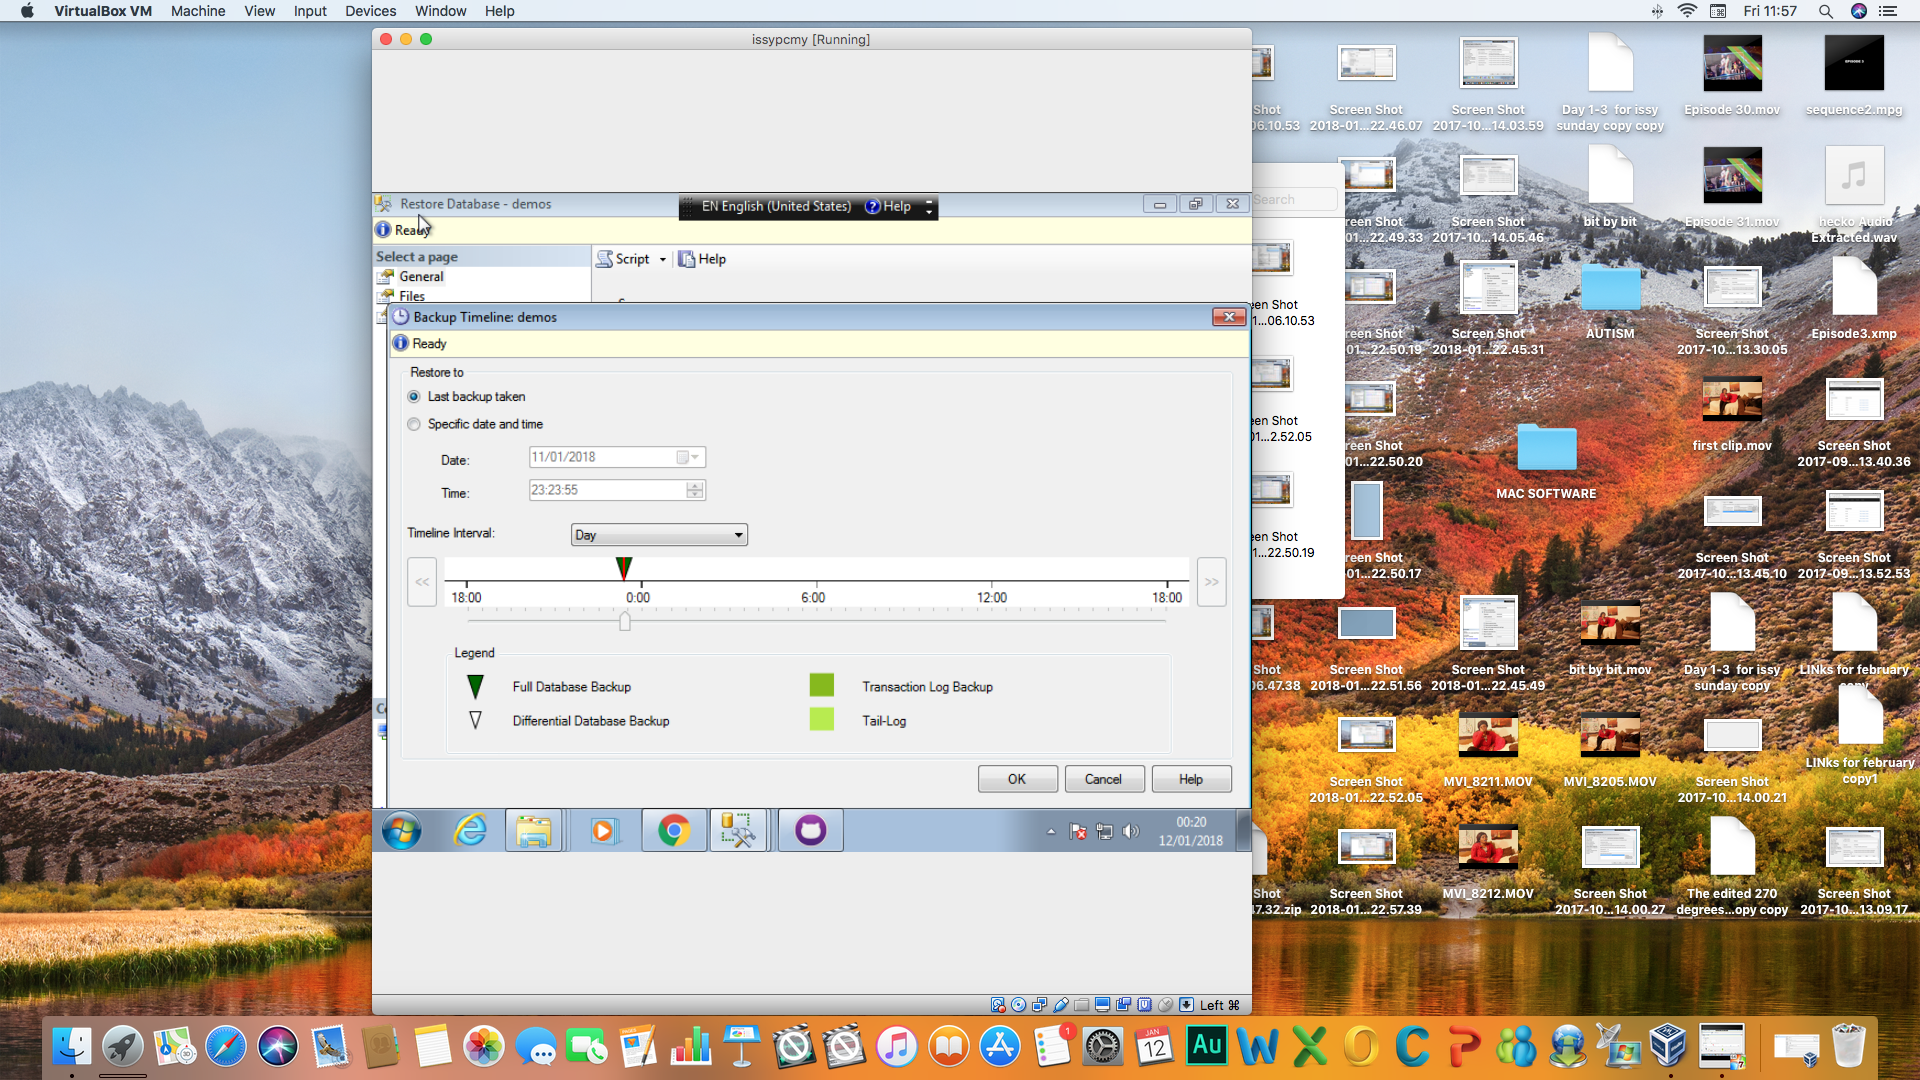 VirtualBox VM Machine View Input Devices Window Help
Fri 11:57
issypcmy [Running]
Restore Database - demos
EN English (United States) Help
Ready
Select a page
General
Files
Script Help
Backup Timeline: demos
Ready
Restore to
Last backup taken
Specific date and time
Date: 11/01/2018
Time: 23:23:55
Timeline Interval: Day
<< >>
18:00 0:00 6:00 12:00 18:00
Legend
Full Database Backup Transaction Log Backup
Differential Database Backup Tail-Log
OK Cancel Help
00:20
12/01/2018
Left ⌘
Search
Shot
06.10.53
Screen Shot
2018-01...22.46.07
Screen Shot
2017-10...14.03.59
Day 1-3 for issy
sunday copy copy
Episode 30.mov
sequence2.mpg
reen Shot
01...22.49.33
Screen Shot
2017-10...14.05.46
bit by bit
Episode 31.mov
hecko Audio
Extracted.wav
een Shot
1...06.10.53
reen Shot
01...22.50.19
Screen Shot
2018-01...22.45.31
AUTISM
Screen Shot
2017-10...13.30.05
Episode3.xmp
een Shot
01...2.52.05
reen Shot
01...22.50.20
MAC SOFTWARE
first clip.mov
Screen Shot
2017-09...13.40.36
een Shot
...22.50.19
reen Shot
01...22.50.17
Screen Shot
2017-10...13.45.10
Screen Shot
2017-09...13.52.53
Shot
06.47.38
Screen Shot
2018-01...22.51.56
Screen Shot
2018-01...22.45.49
bit by bit.mov
Day 1-3 for issy
sunday copy
LINks for february
copy
Screen Shot
2018-01...22.52.05
MVI_8211.MOV
MVI_8205.MOV
Screen Shot
2017-10...14.00.21
LINks for february
copy1
Shot
17.32.zip
Screen Shot
2018-01...22.57.39
MVI_8212.MOV
Screen Shot
2017-10...14.00.27
The edited 270
degrees...opy copy
Screen Shot
2017-10...13.09.17
1
JAN
12
Au